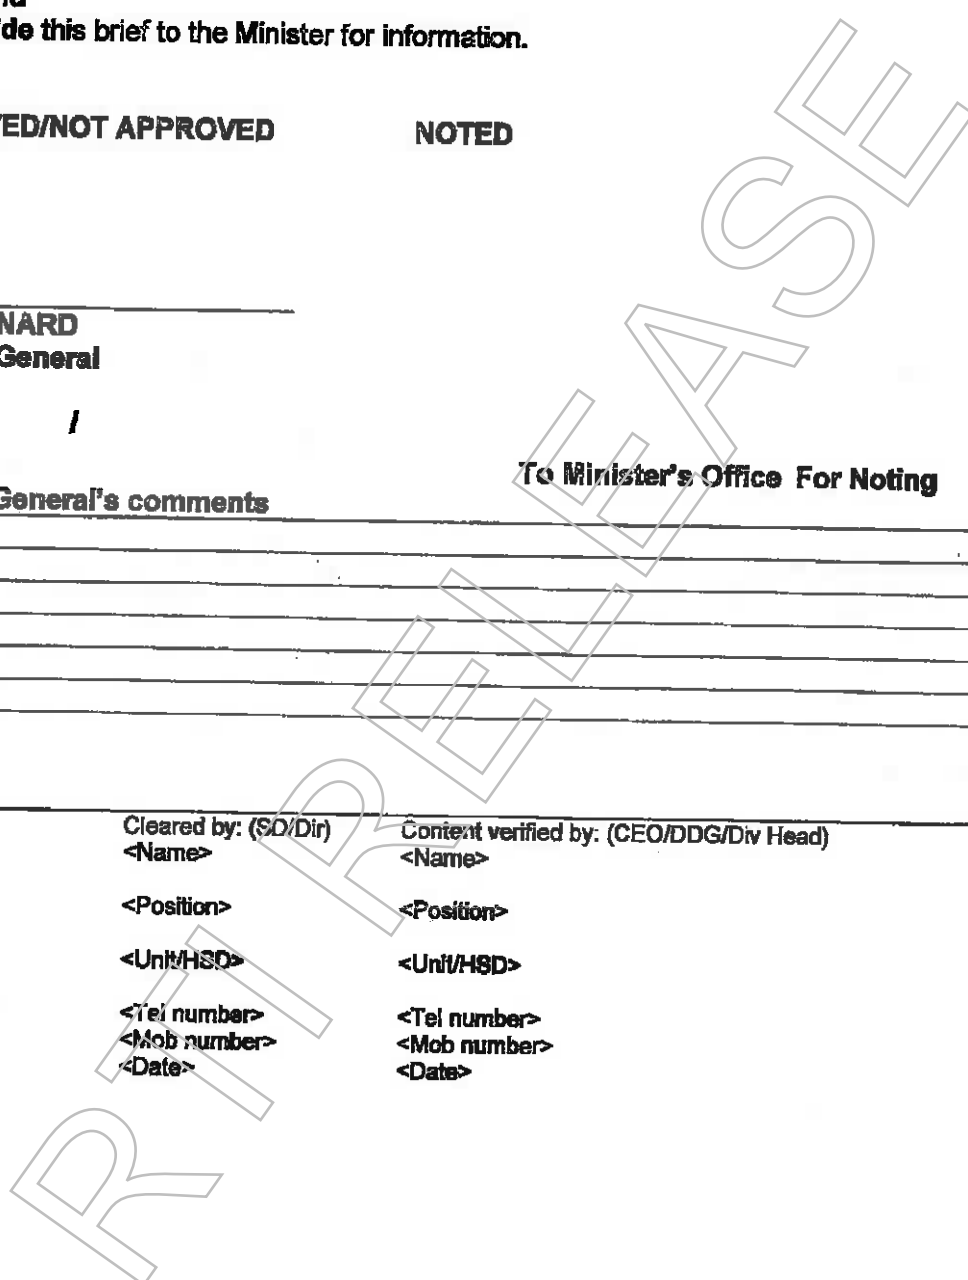 de this brief to the Minister for information.
ED/NOT APPROVED NOTED
NARD
General
/
To Minister's Office For Noting
General's comments
Cleared by: (SD/Dir) Content verified by: (CEO/DDG/Div Head)
<Name> <Name>
<Position> <Position>
<Unit/HSD> <Unit/HSD>
<Tel number> <Tel number>
<Mob number> <Mob number>
<Date> <Date>
RTI RELEASE